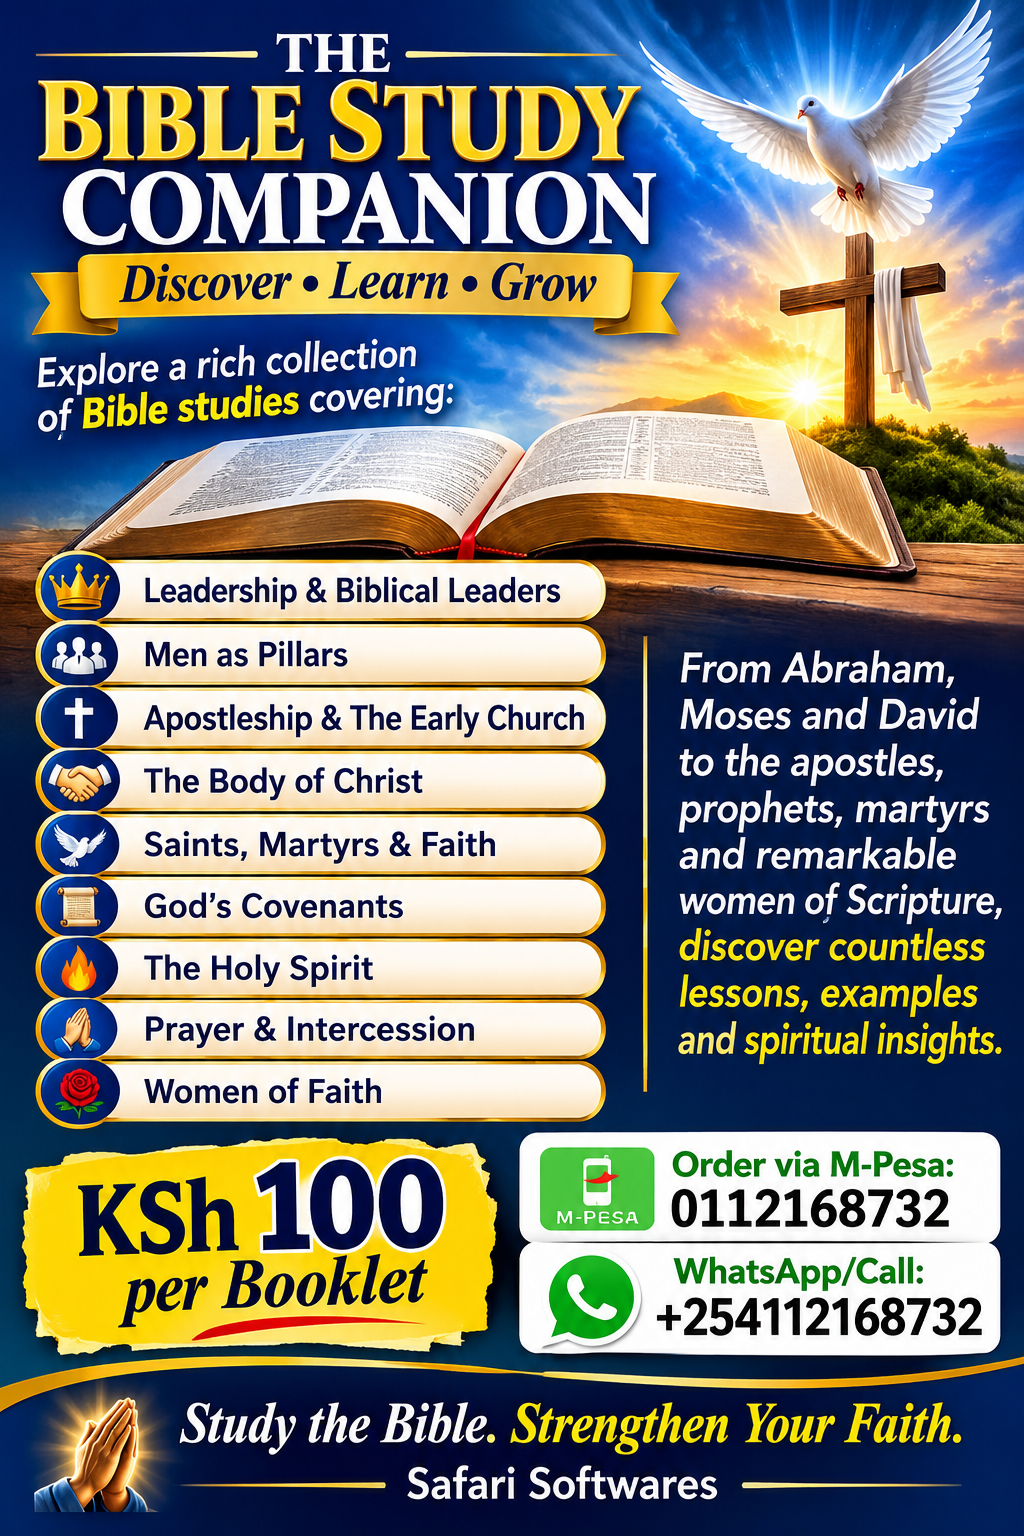 THE
BIBLE STUDY
COMPANION
Discover • Learn • Grow
Explore a rich collection
of Bible studies covering:
Leadership & Biblical Leaders
Men as Pillars
Apostleship & The Early Church
The Body of Christ
Saints, Martyrs & Faith
God's Covenants
The Holy Spirit
Prayer & Intercession
Women of Faith
From Abraham,
Moses and David
to the apostles,
prophets, martyrs
and remarkable
women of Scripture,
discover countless
lessons, examples
and spiritual insights.
KSh 100
per Booklet
M-PESA
Order via M-Pesa:
0112168732
WhatsApp/Call:
+254112168732
Study the Bible. Strengthen Your Faith.
Safari Softwares